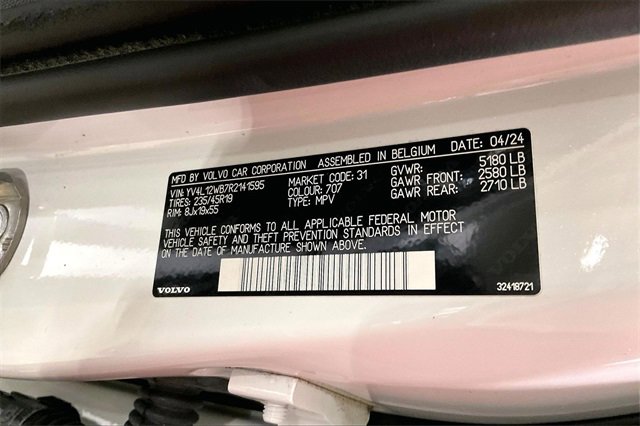 MFD BY VOLVO CAR CORPORATION ASSEMBLED IN BELGIUM DATE: 04/24
VIN: YV4L12WB7R2141595 MARKET CODE: 31 GVWR: 5180 LB
TIRES: 235/45R19 COLOUR: 707 GAWR FRONT: 2580 LB
RIM: 8Jx19x55 TYPE: MPV GAWR REAR: 2710 LB
THIS VEHICLE CONFORMS TO ALL APPLICABLE FEDERAL MOTOR
VEHICLE SAFETY AND THEFT PREVENTION STANDARDS IN EFFECT
ON THE DATE OF MANUFACTURE SHOWN ABOVE.
VOLVO 32418721